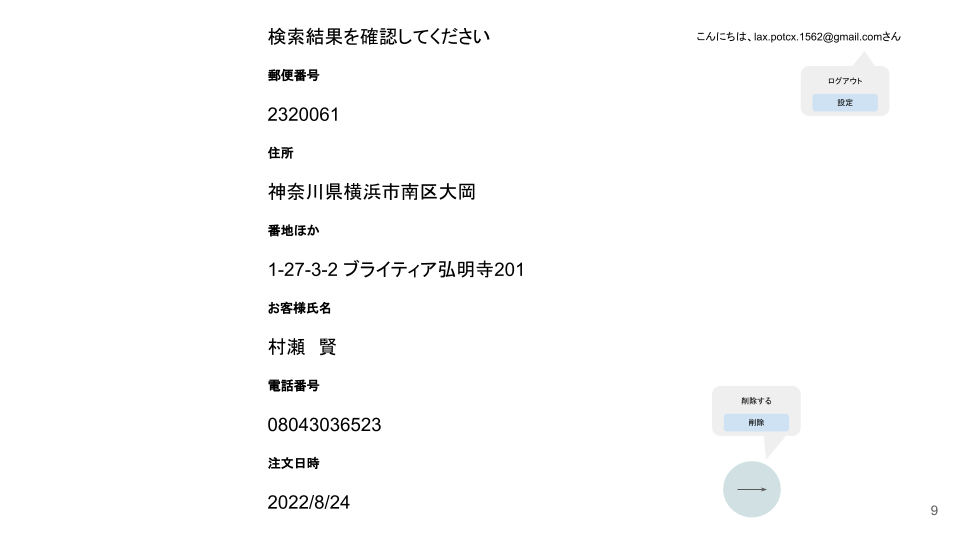 検索結果を確認してください
こんにちは、lax.potcx.1562@gmail.comさん
ログアウト
設定
郵便番号
2320061
住所
神奈川県横浜市南区大岡
番地ほか
1-27-3-2 ブライティア弘明寺201
お客様氏名
村瀬　賢
電話番号
08043036523
注文日時
2022/8/24
削除する
削除
9